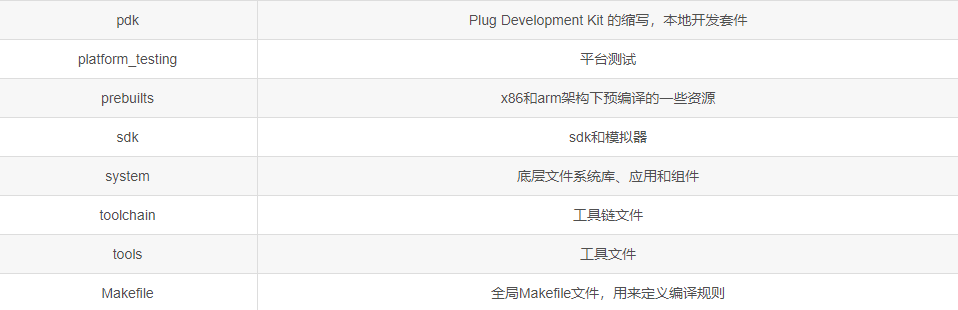 pdk Plug Development Kit 的缩写，本地开发套件
platform_testing 平台测试
prebuilts x86和arm架构下预编译的一些资源
sdk sdk和模拟器
system 底层文件系统库、应用和组件
toolchain 工具链文件
tools 工具文件
Makefile 全局Makefile文件，用来定义编译规则